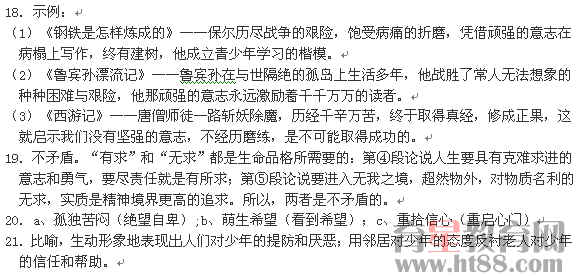 18. 示例:
(1)《钢铁是怎样炼成的》——保尔历尽战争的艰险，饱受病痛的折磨，凭借顽强的意志在
病榻上写作，终有建树，他成立青少年学习的楷模。
(2)《鲁宾孙漂流记》——鲁宾孙在与世隔绝的孤岛上生活多年，他战胜了常人无法想象的
种种困难与艰险，他那顽强的意志永远激励着千千万万的读者。
(3)《西游记》——唐僧师徒一路斩妖除魔，历经千辛万苦，终于取得真经，修成正果，这
就启示我们没有坚强的意志，不经历磨练，是不可能取得成功的。
19. 不矛盾。“有求”和“无求”都是生命品格所需要的：第④段论说人生要具有克难求进的
意志和勇气，要尽责任就是有所求；第⑤段论说要进入无我之境，超然物外，对物质名利的
无求，实质是精神境界更高的追求。所以，两者是不矛盾的。
20. a、孤独苦闷（绝望自卑）;b、萌生希望（看到希望）；c、重拾信心（重启心门）
21. 比喻，生动形象地表现出人们对少年的提防和厌恶；用邻居对少年的态度反衬老人对少年
的信任和帮助。
育星教育网
www.ht88.com